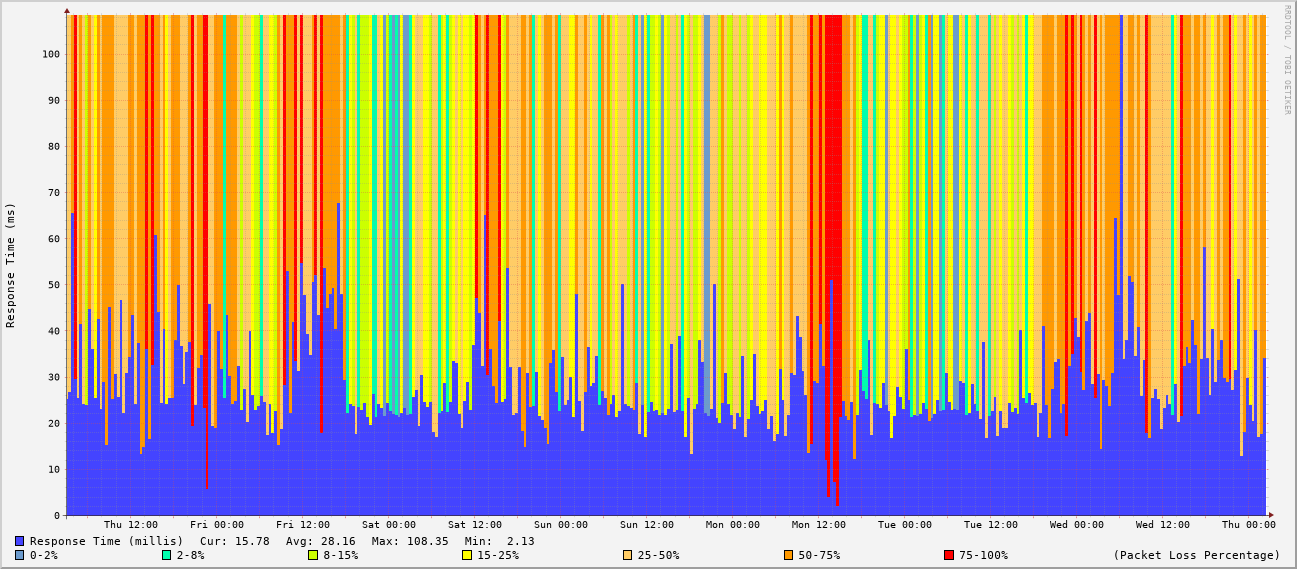 RRDTOOL / TOBI OETIKER
Response Time (ms)
100
90
80
70
60
50
40
30
20
10
0
Thu 12:00 Fri 00:00 Fri 12:00 Sat 00:00 Sat 12:00 Sun 00:00 Sun 12:00 Mon 00:00 Mon 12:00 Tue 00:00 Tue 12:00 Wed 00:00 Wed 12:00 Thu 00:00
Response Time (millis) Cur: 15.78 Avg: 28.16 Max: 108.35 Min: 2.13
0-2% 2-8% 8-15% 15-25% 25-50% 50-75% 75-100% (Packet Loss Percentage)